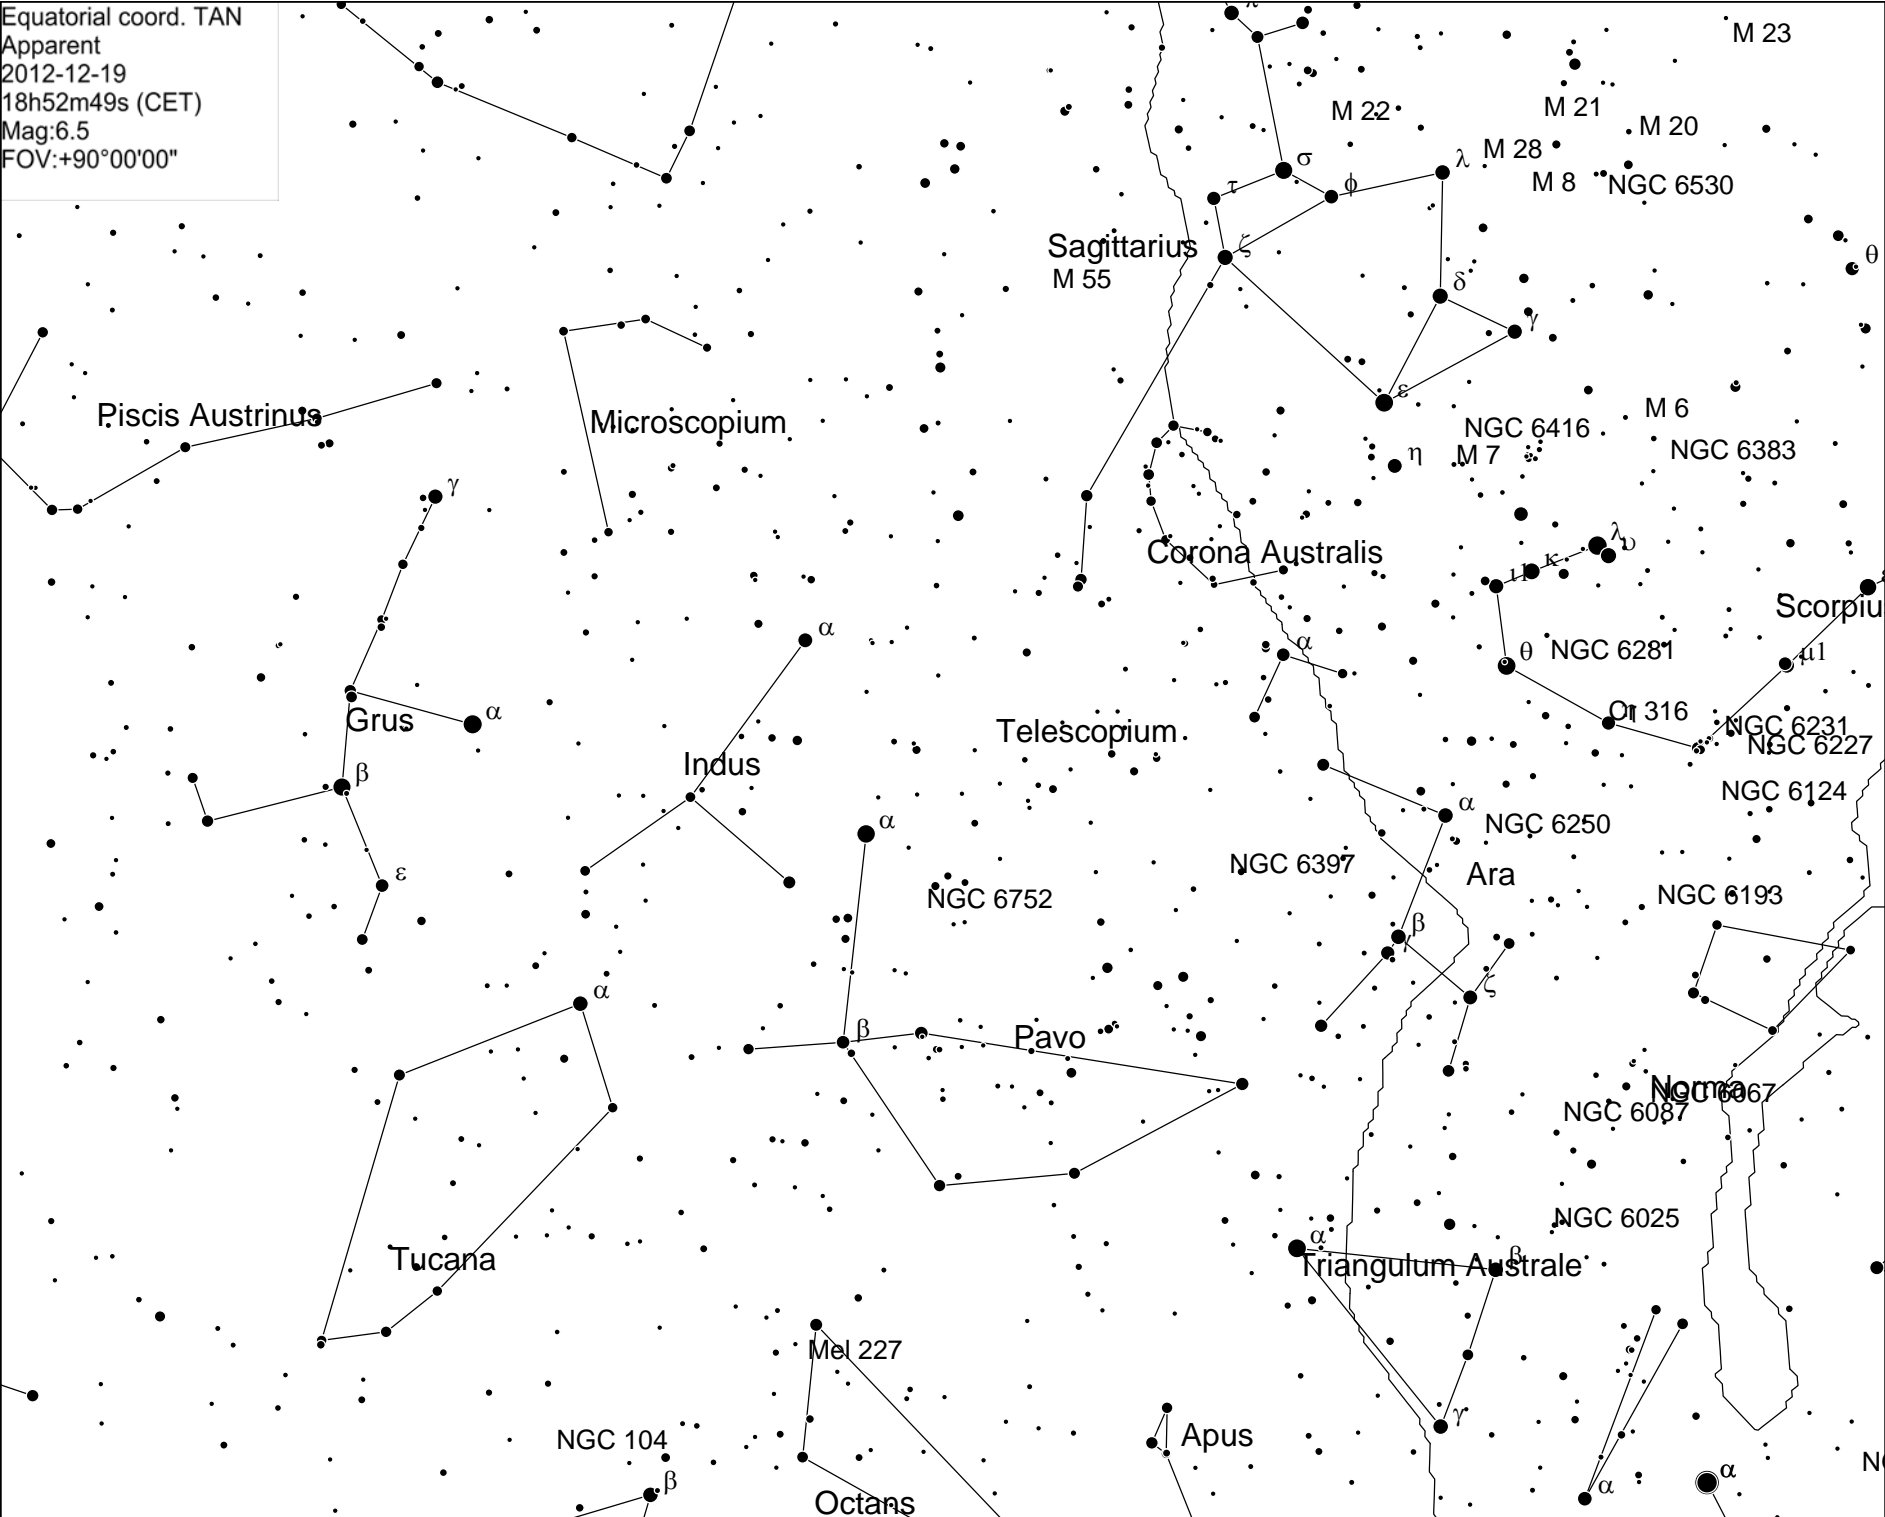 Equatorial coord. TAN
Apparent
2012-12-19
18h52m49s (CET)
Mag:6.5
FOV:+90°00'00"
M 23
M 22
M 21
M 20
σ
λ
M 28
τ
ϕ
M 8
NGC 6530
Sagittarius
ζ
θ
M 55
δ
γ
ε
Piscis Austrinus
Microscopium
M 6
NGC 6416
η
M 7
NGC 6383
γ
Corona Australis
λ
υ
κ
ι1
Scorpiu
α
α
θ
NGC 6281
μ1
Grus
α
Telescopium
NGC 6231
NGC 6227
Indus
β
NGC 6124
α
α
NGC 6250
NGC 6397
Ara
ε
NGC 6752
NGC 6193
β
γ
α
ζ
β
Pavo
Norma
NGC 6067
NGC 6087
NGC 6025
Tucana
α
Triangulum Australe
β
Mel 227
γ
NGC 104
Apus
β
α
α
Octans